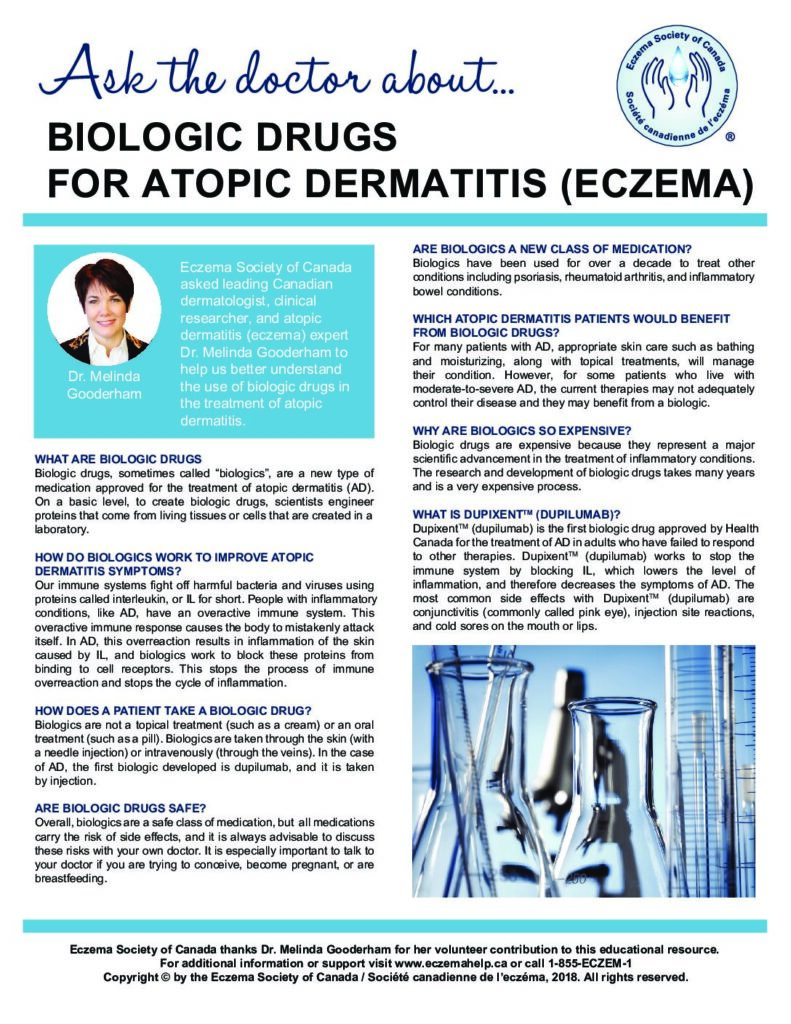 Ask the doctor about...
Eczema Society of Canada
Société canadienne de l'eczéma
®
BIOLOGIC DRUGS
FOR ATOPIC DERMATITIS (ECZEMA)
Dr. Melinda
Gooderham
Eczema Society of Canada
asked leading Canadian
dermatologist, clinical
researcher, and atopic
dermatitis (eczema) expert
Dr. Melinda Gooderham to
help us better understand
the use of biologic drugs in
the treatment of atopic
dermatitis.
WHAT ARE BIOLOGIC DRUGS
Biologic drugs, sometimes called “biologics”, are a new type of
medication approved for the treatment of atopic dermatitis (AD).
On a basic level, to create biologic drugs, scientists engineer
proteins that come from living tissues or cells that are created in a
laboratory.
HOW DO BIOLOGICS WORK TO IMPROVE ATOPIC
DERMATITIS SYMPTOMS?
Our immune systems fight off harmful bacteria and viruses using
proteins called interleukin, or IL for short. People with inflammatory
conditions, like AD, have an overactive immune system. This
overactive immune response causes the body to mistakenly attack
itself. In AD, this overreaction results in inflammation of the skin
caused by IL, and biologics work to block these proteins from
binding to cell receptors. This stops the process of immune
overreaction and stops the cycle of inflammation.
HOW DOES A PATIENT TAKE A BIOLOGIC DRUG?
Biologics are not a topical treatment (such as a cream) or an oral
treatment (such as a pill). Biologics are taken through the skin (with
a needle injection) or intravenously (through the veins). In the case
of AD, the first biologic developed is dupilumab, and it is taken
by injection.
ARE BIOLOGIC DRUGS SAFE?
Overall, biologics are a safe class of medication, but all medications
carry the risk of side effects, and it is always advisable to discuss
these risks with your own doctor. It is especially important to talk to
your doctor if you are trying to conceive, become pregnant, or are
breastfeeding.
ARE BIOLOGICS A NEW CLASS OF MEDICATION?
Biologics have been used for over a decade to treat other
conditions including psoriasis, rheumatoid arthritis, and inflammatory
bowel conditions.
WHICH ATOPIC DERMATITIS PATIENTS WOULD BENEFIT
FROM BIOLOGIC DRUGS?
For many patients with AD, appropriate skin care such as bathing
and moisturizing, along with topical treatments, will manage
their condition. However, for some patients who live with
moderate-to-severe AD, the current therapies may not adequately
control their disease and they may benefit from a biologic.
WHY ARE BIOLOGICS SO EXPENSIVE?
Biologic drugs are expensive because they represent a major
scientific advancement in the treatment of inflammatory conditions.
The research and development of biologic drugs takes many years
and is a very expensive process.
WHAT IS DUPIXENT™ (DUPILUMAB)?
Dupixent™ (dupilumab) is the first biologic drug approved by Health
Canada for the treatment of AD in adults who have failed to respond
to other therapies. Dupixent™ (dupilumab) works to stop the
immune system by blocking IL, which lowers the level of
inflammation, and therefore decreases the symptoms of AD. The
most common side effects with Dupixent™ (dupilumab) are
conjunctivitis (commonly called pink eye), injection site reactions,
and cold sores on the mouth or lips.
Eczema Society of Canada thanks Dr. Melinda Gooderham for her volunteer contribution to this educational resource.
For additional information or support visit www.eczemahelp.ca or call 1-855-ECZEM-1
Copyright © by the Eczema Society of Canada / Société canadienne de l'eczéma, 2018. All rights reserved.